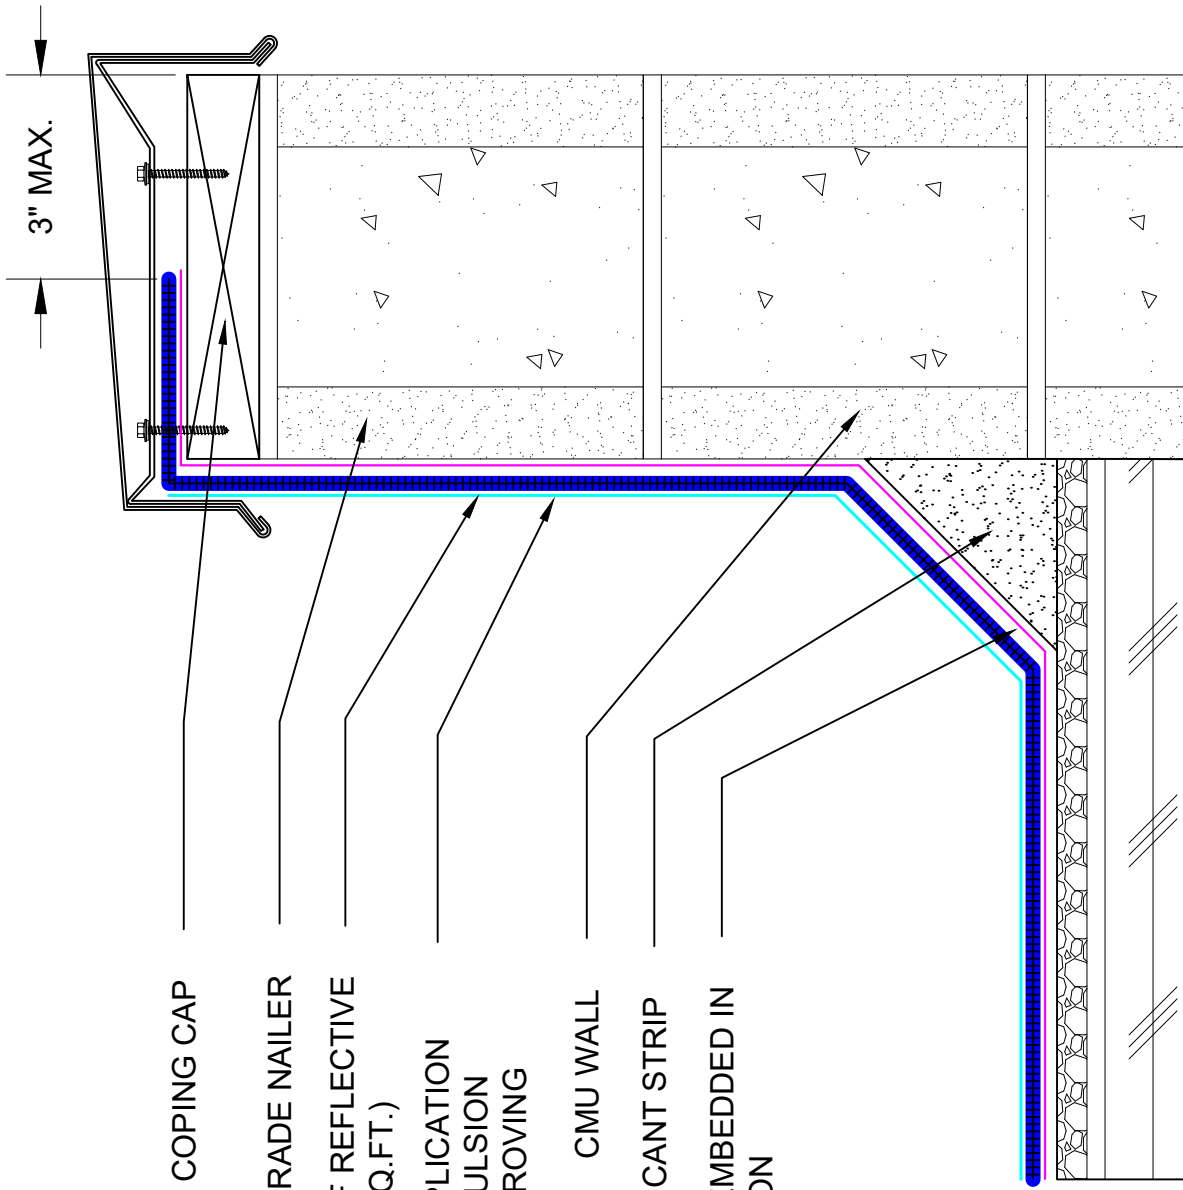 3" MAX.
COPING CAP
RADE NAILER
REFLECTIVE
Q.FT.)
PLICATION
ULSION
ROVING
CMU WALL
CANT STRIP
MBEDDED IN
ON